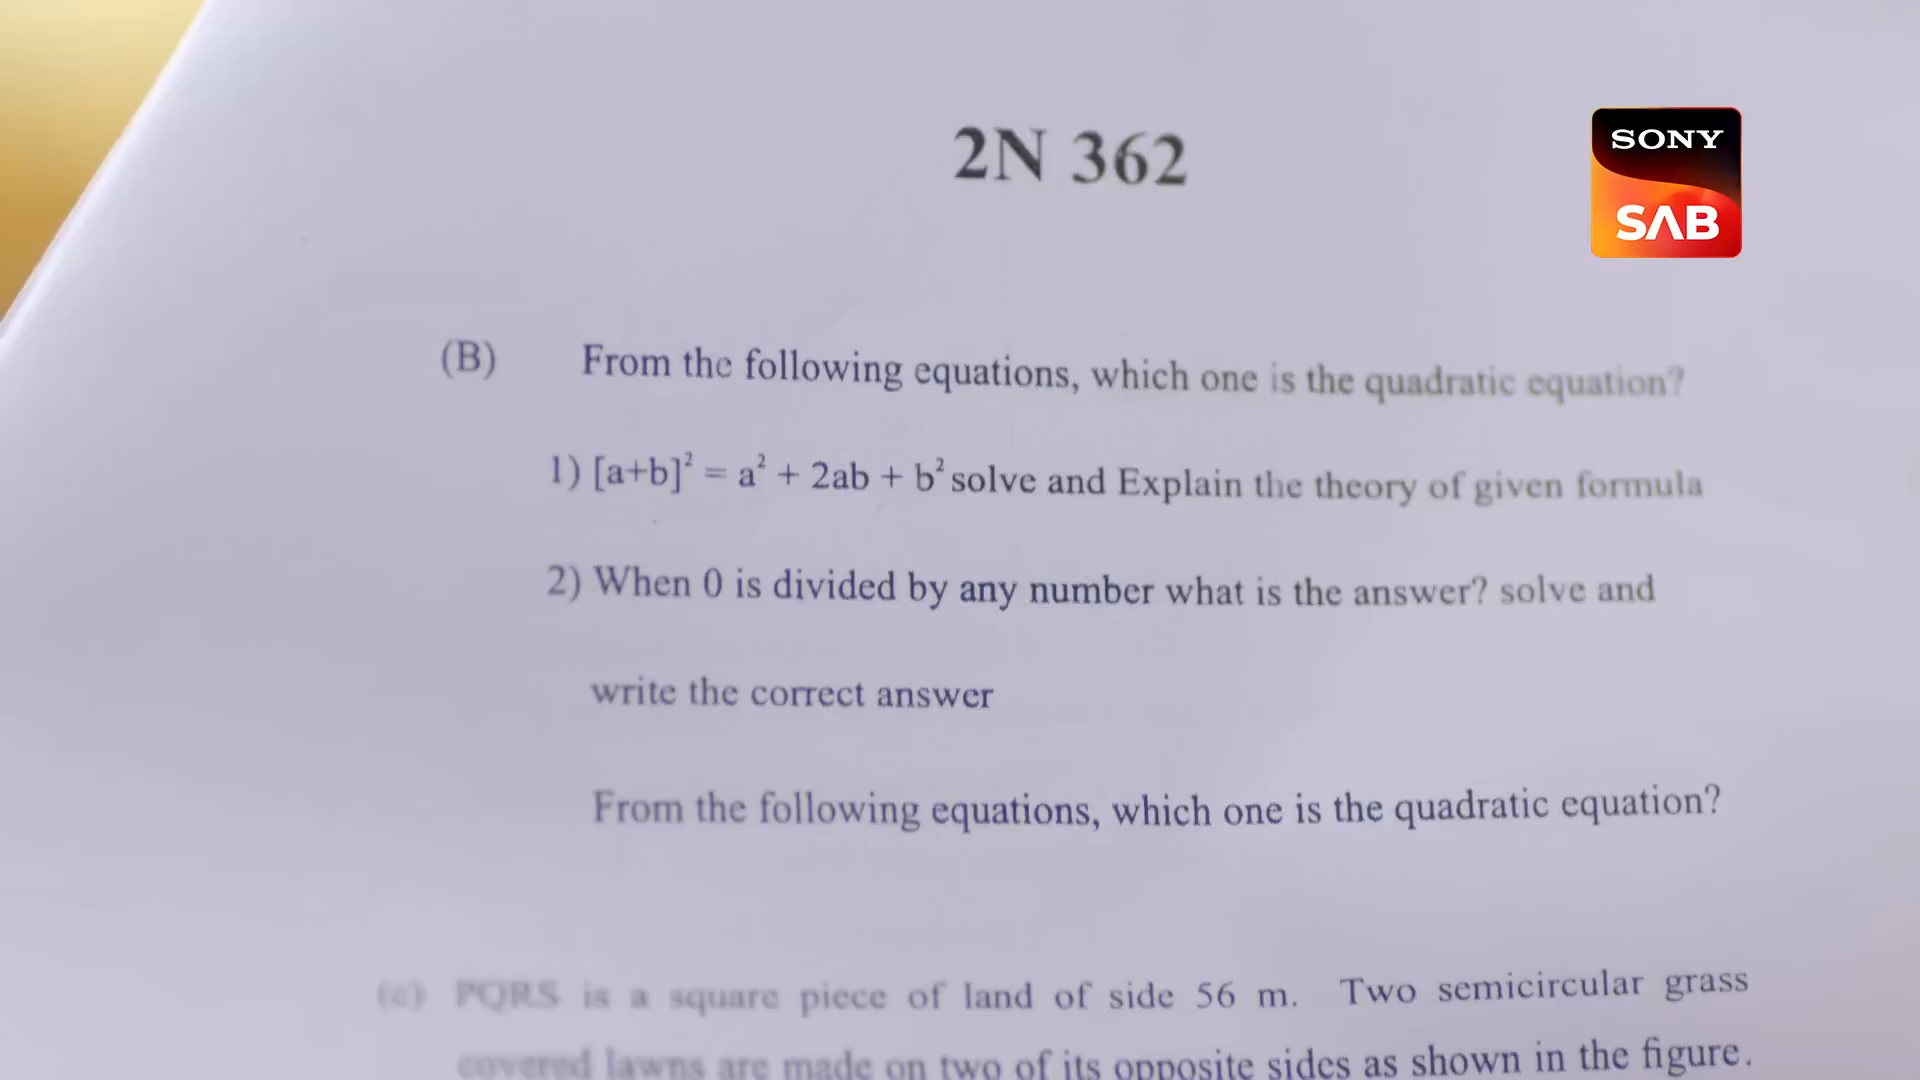 2N 362
SONY
SAB
(B) From the following equations, which one is the quadratic equation?
1) [a+b]² = a² + 2ab + b² solve and Explain the theory of given formula
2) When 0 is divided by any number what is the answer? solve and
write the correct answer
From the following equations, which one is the quadratic equation?
(c) PQRS is a square piece of land of side 56 m. Two semicircular grass
covered lawns are made on two of its opposite sides as shown in the figure.